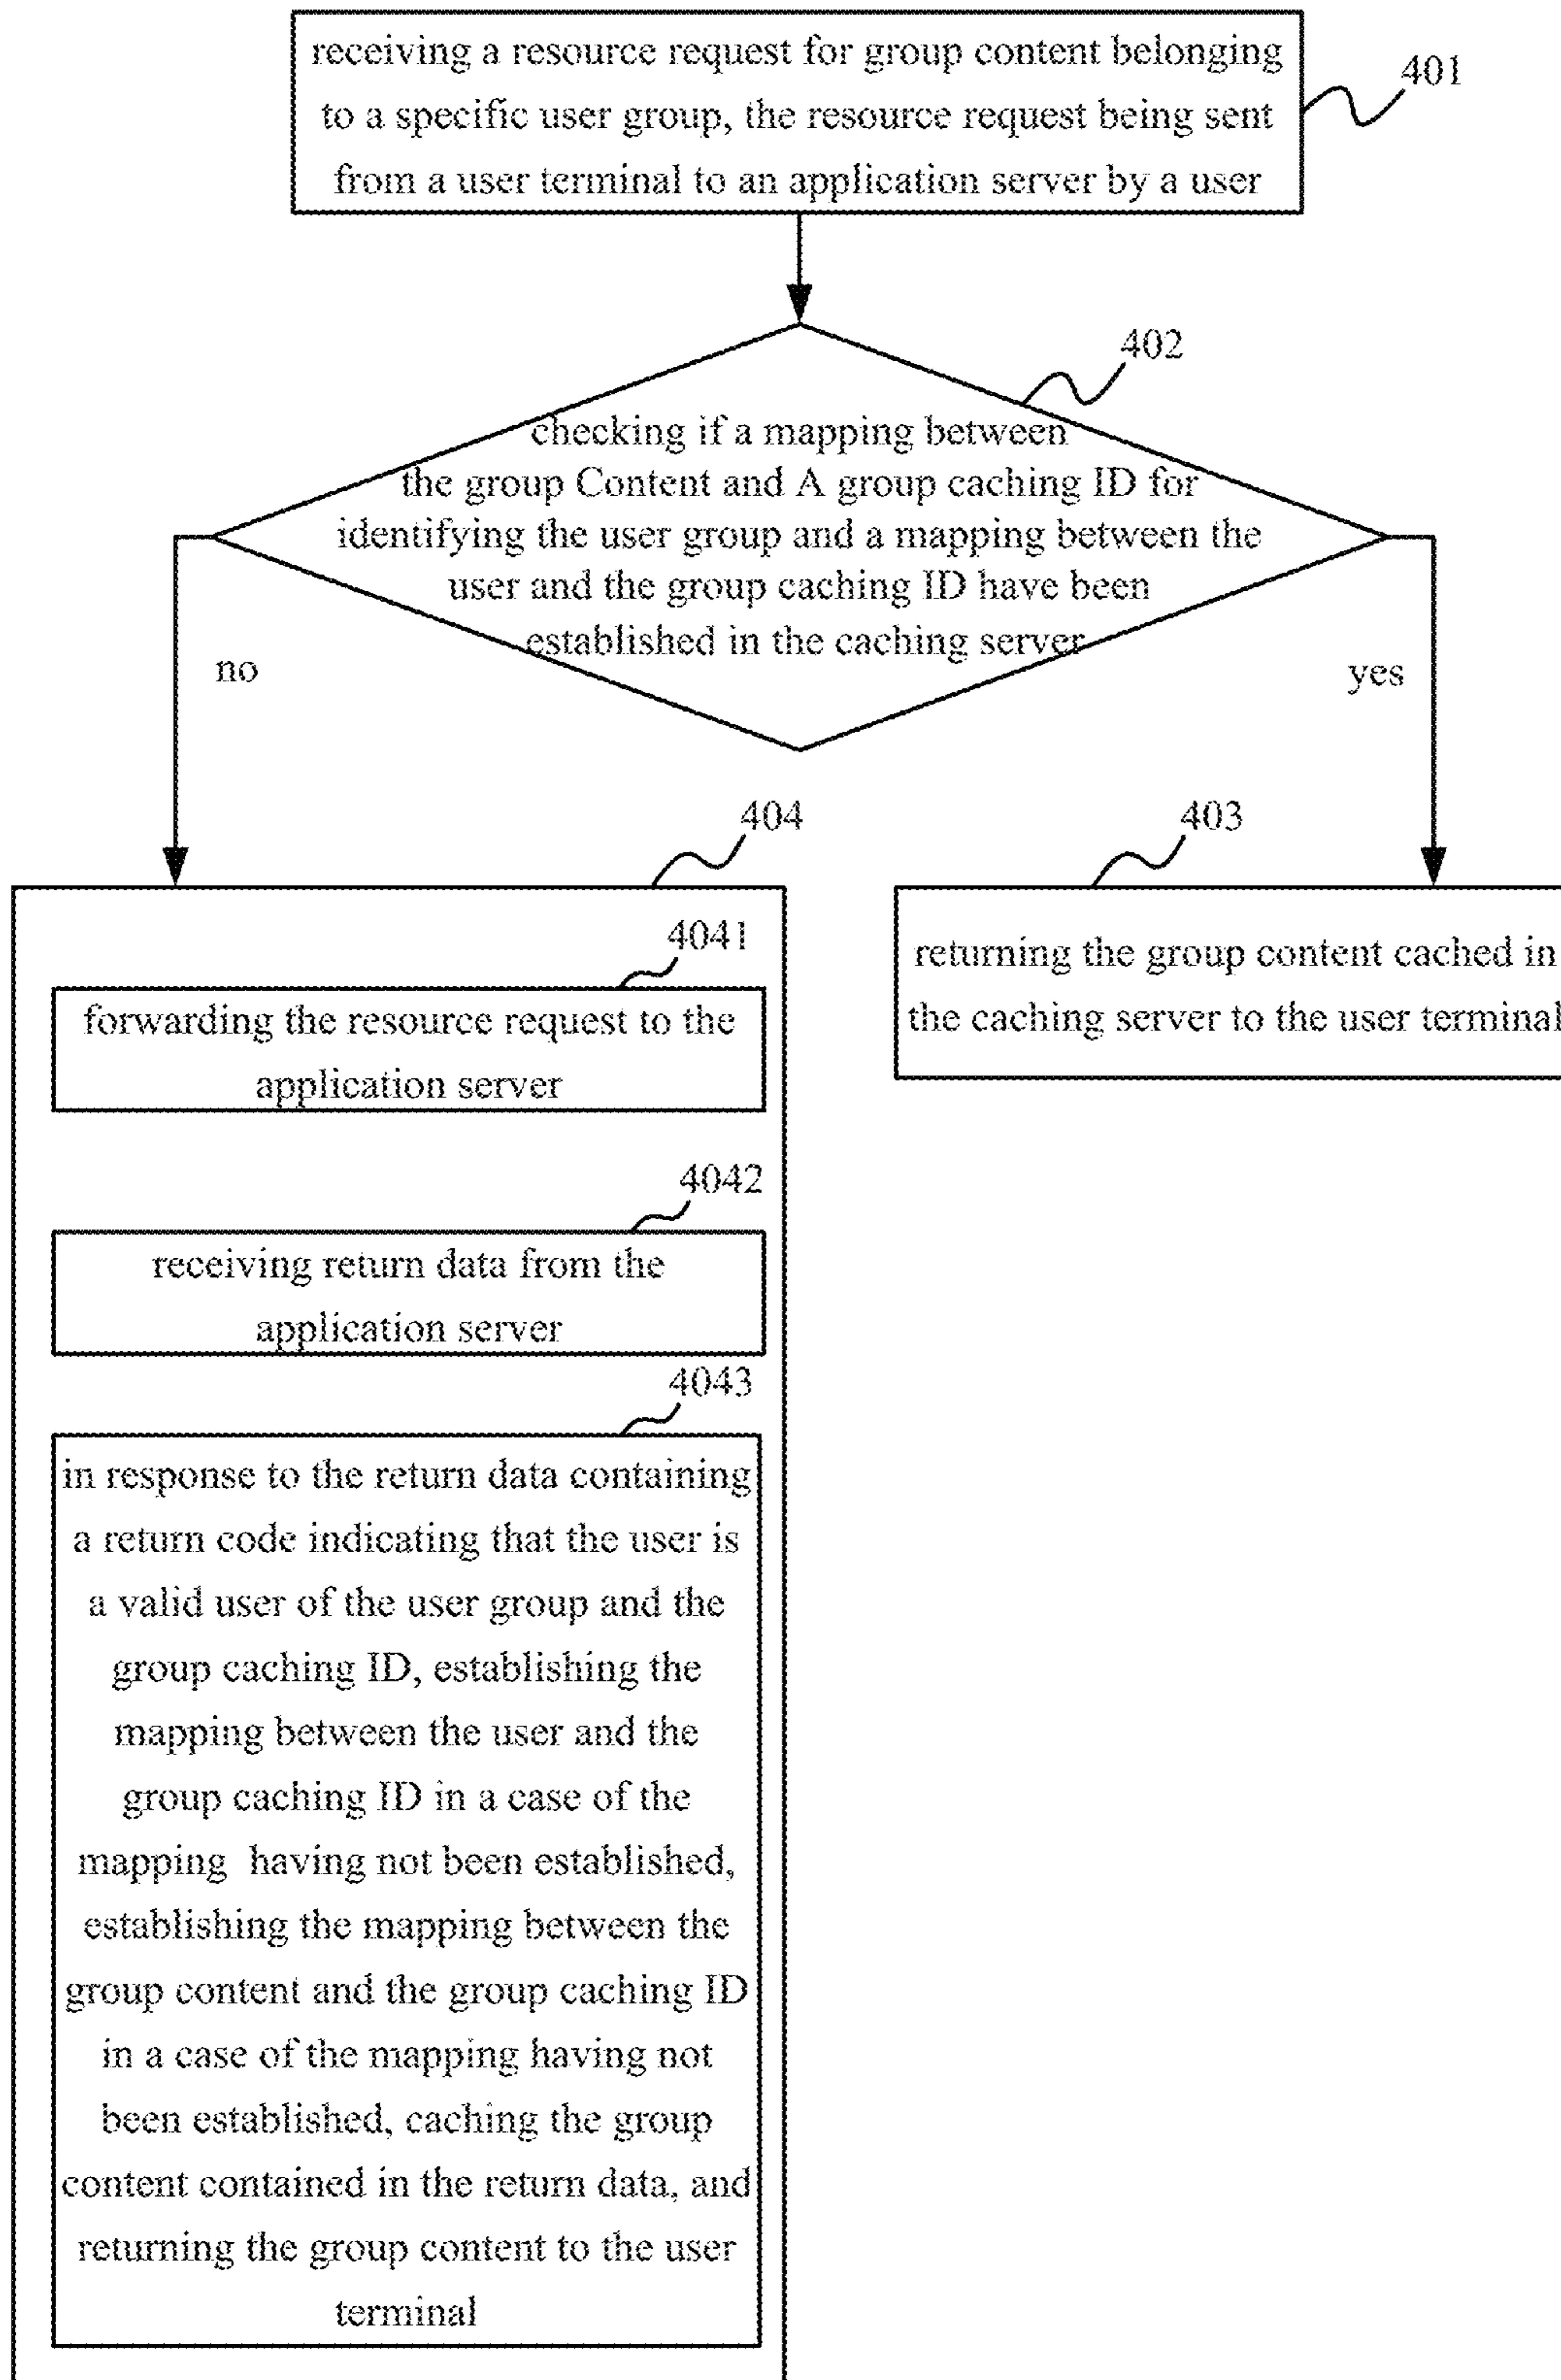 receiving a resource request for group content belonging
to a specific user group, the resource request being sent
from a user terminal to an application server by a user
401
402
checking if a mapping between
the group Content and A group caching ID for
identifying the user group and a mapping between the
user and the group caching ID have been
established in the caching server
no
yes
404
403
4041
forwarding the resource request to the
application server
returning the group content cached in
the caching server to the user terminal
4042
receiving return data from the
application server
4043
in response to the return data containing
a return code indicating that the user is
a valid user of the user group and the
group caching ID, establishing the
mapping between the user and the
group caching ID in a case of the
mapping having not been established,
establishing the mapping between the
group content and the group caching ID
in a case of the mapping having not
been established, caching the group
content contained in the return data, and
returning the group content to the user
terminal